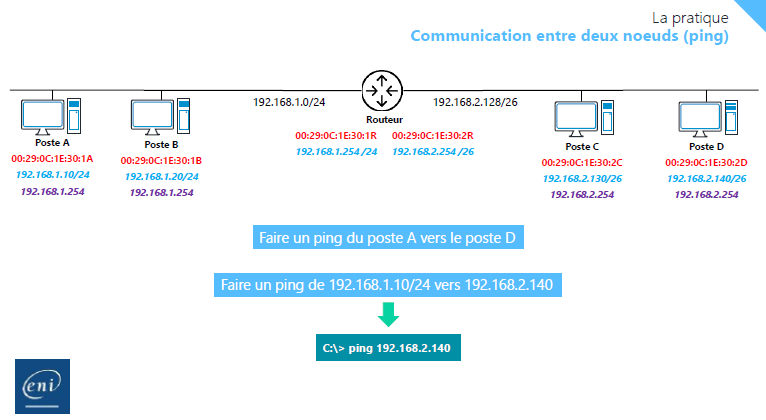 La pratique
Communication entre deux noeuds (ping)
192.168.1.0/24
192.168.2.128/26
Routeur
00:29:0C:1E:30:1R
00:29:0C:1E:30:2R
192.168.1.254 /24
192.168.2.254 /26
Poste A
00:29:0C:1E:30:1A
192.168.1.10/24
192.168.1.254
Poste B
00:29:0C:1E:30:1B
192.168.1.20/24
192.168.1.254
Poste C
00:29:0C:1E:30:2C
192.168.2.130/26
192.168.2.254
Poste D
00:29:0C:1E:30:2D
192.168.2.140/26
192.168.2.254
Faire un ping du poste A vers le poste D
Faire un ping de 192.168.1.10/24 vers 192.168.2.140
C:\> ping 192.168.2.140
eni